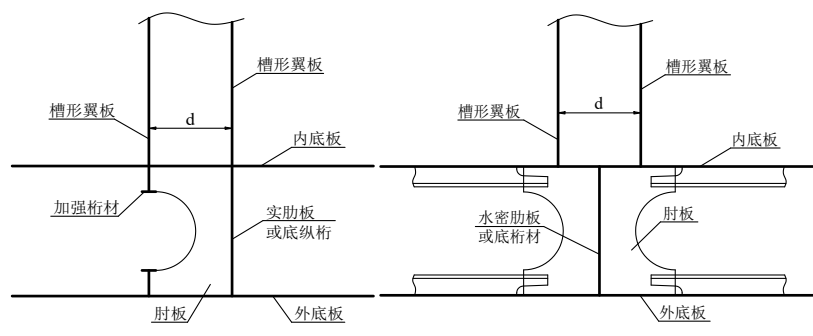 槽形翼板
槽形翼板
d
内底板
加强桁材
实肋板
或底纵桁
肘板
外底板
槽形翼板
槽形翼板
d
内底板
水密肋板
或底桁材
肘板
外底板